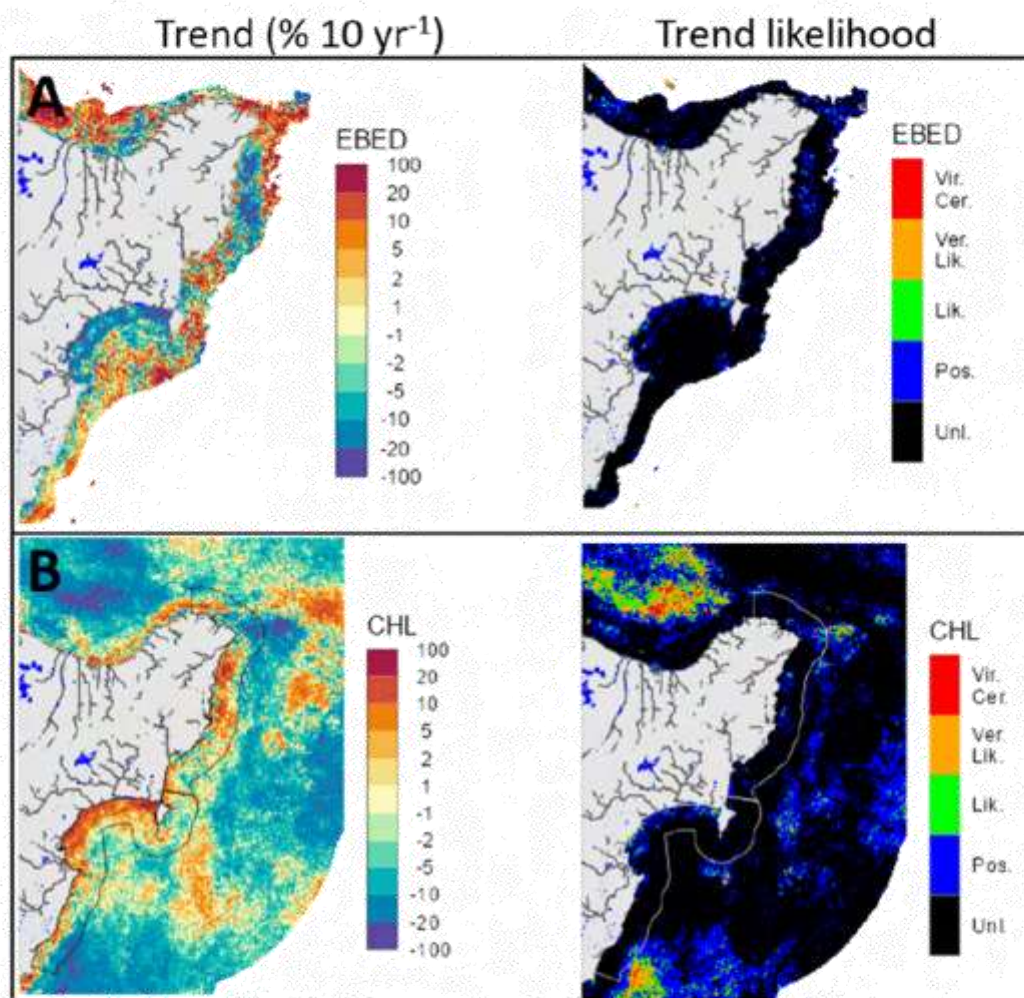 Trend (% 10 yr-1)
Trend likelihood
A
EBED
100
20
10
5
2
1
-1
-2
-5
-10
-20
-100
EBED
Vir.
Cer.
Ver.
Lik.
Lik.
Pos.
Unl.
B
CHL
100
20
10
5
2
1
-1
-2
-5
-10
-20
-100
CHL
Vir.
Cer.
Ver.
Lik.
Lik.
Pos.
Unl.